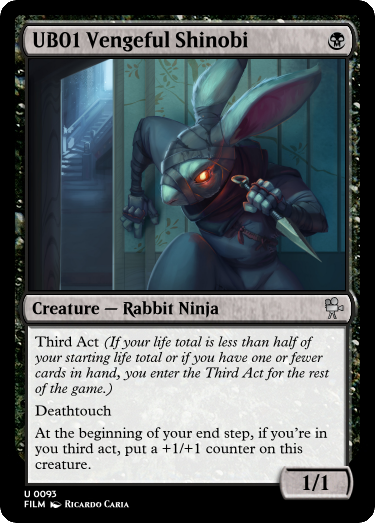 UB01 Vengeful Shinobi
Creature — Rabbit Ninja
Third Act (If your life total is less than half of
your starting life total or if you have one or fewer
cards in hand, you enter the Third Act for the rest
of the game.)
Deathtouch
At the beginning of your end step, if you're in
you third act, put a +1/+1 counter on this
creature.
1/1
U 0093
FILM Ricardo Caria